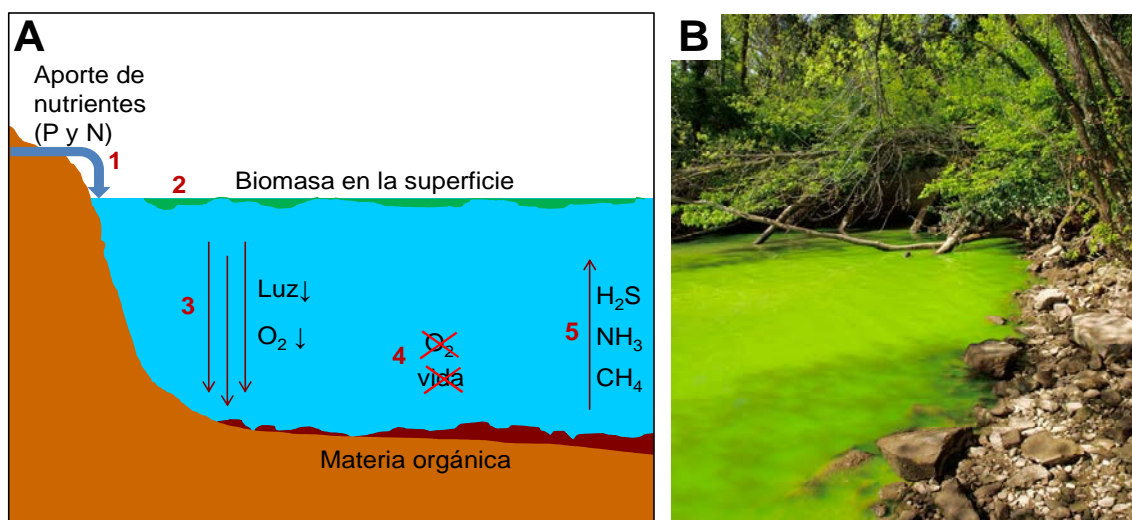 A
Aporte de
nutrientes
(P y N)
1
2
Biomasa en la superficie
3
Luz↓
O₂ ↓
4
O₂
vida
5
H₂S
NH₃
CH₄
Materia orgánica
B